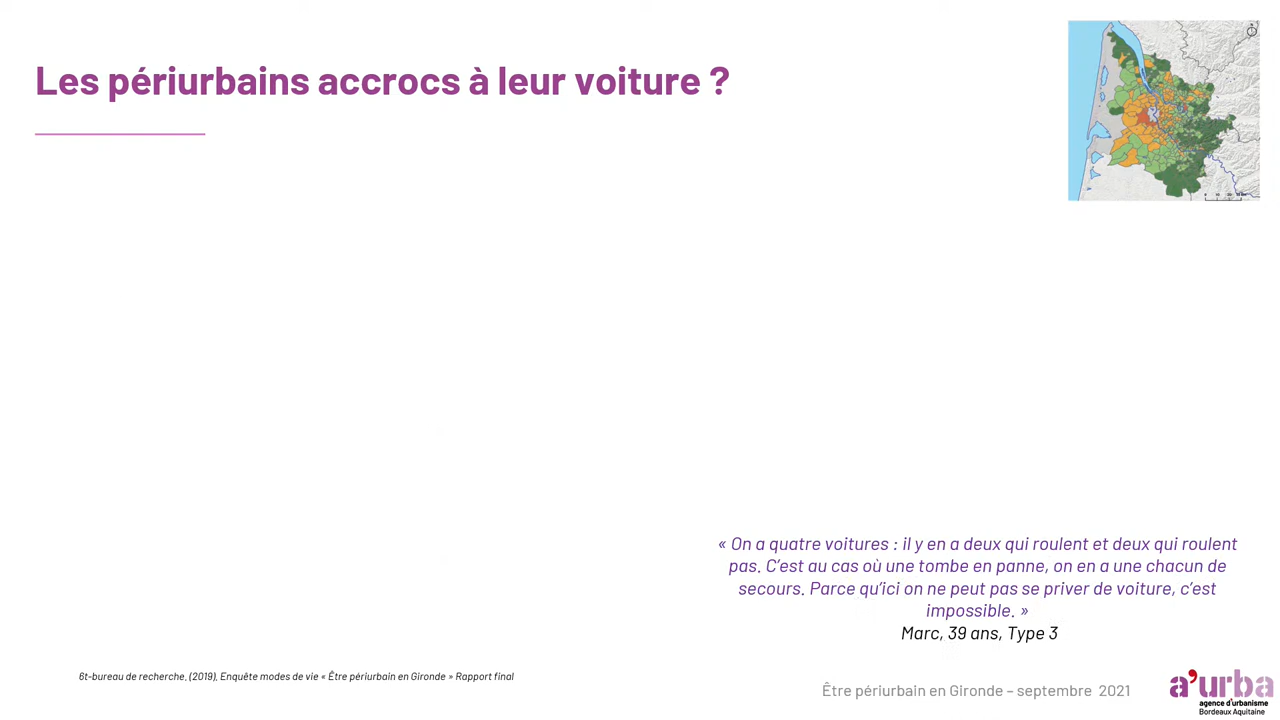 Les périurbains accrocs à leur voiture ?
« On a quatre voitures : il y en a deux qui roulent et deux qui roulent
pas. C’est au cas où une tombe en panne, on en a une chacun de
secours. Parce qu’ici on ne peut pas se priver de voiture, c’est
impossible. »
Marc, 39 ans, Type 3
6t-bureau de recherche, (2019), Enquête modes de vie « Être périurbain en Gironde » Rapport final
Être périurbain en Gironde – septembre 2021
a’urba
agence d’urbanisme
Bordeaux Aquitaine